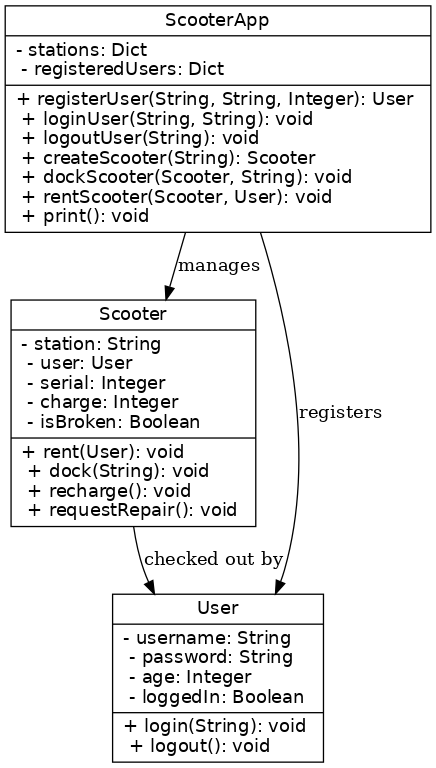 ScooterApp
- stations: Dict
- registeredUsers: Dict
+ registerUser(String, String, Integer): User
+ loginUser(String, String): void
+ logoutUser(String): void
+ createScooter(String): Scooter
+ dockScooter(Scooter, String): void
+ rentScooter(Scooter, User): void
+ print(): void
manages
Scooter
- station: String
- user: User
- serial: Integer
- charge: Integer
- isBroken: Boolean
+ rent(User): void
+ dock(String): void
+ recharge(): void
+ requestRepair(): void
registers
checked out by
User
- username: String
- password: String
- age: Integer
- loggedIn: Boolean
+ login(String): void
+ logout(): void